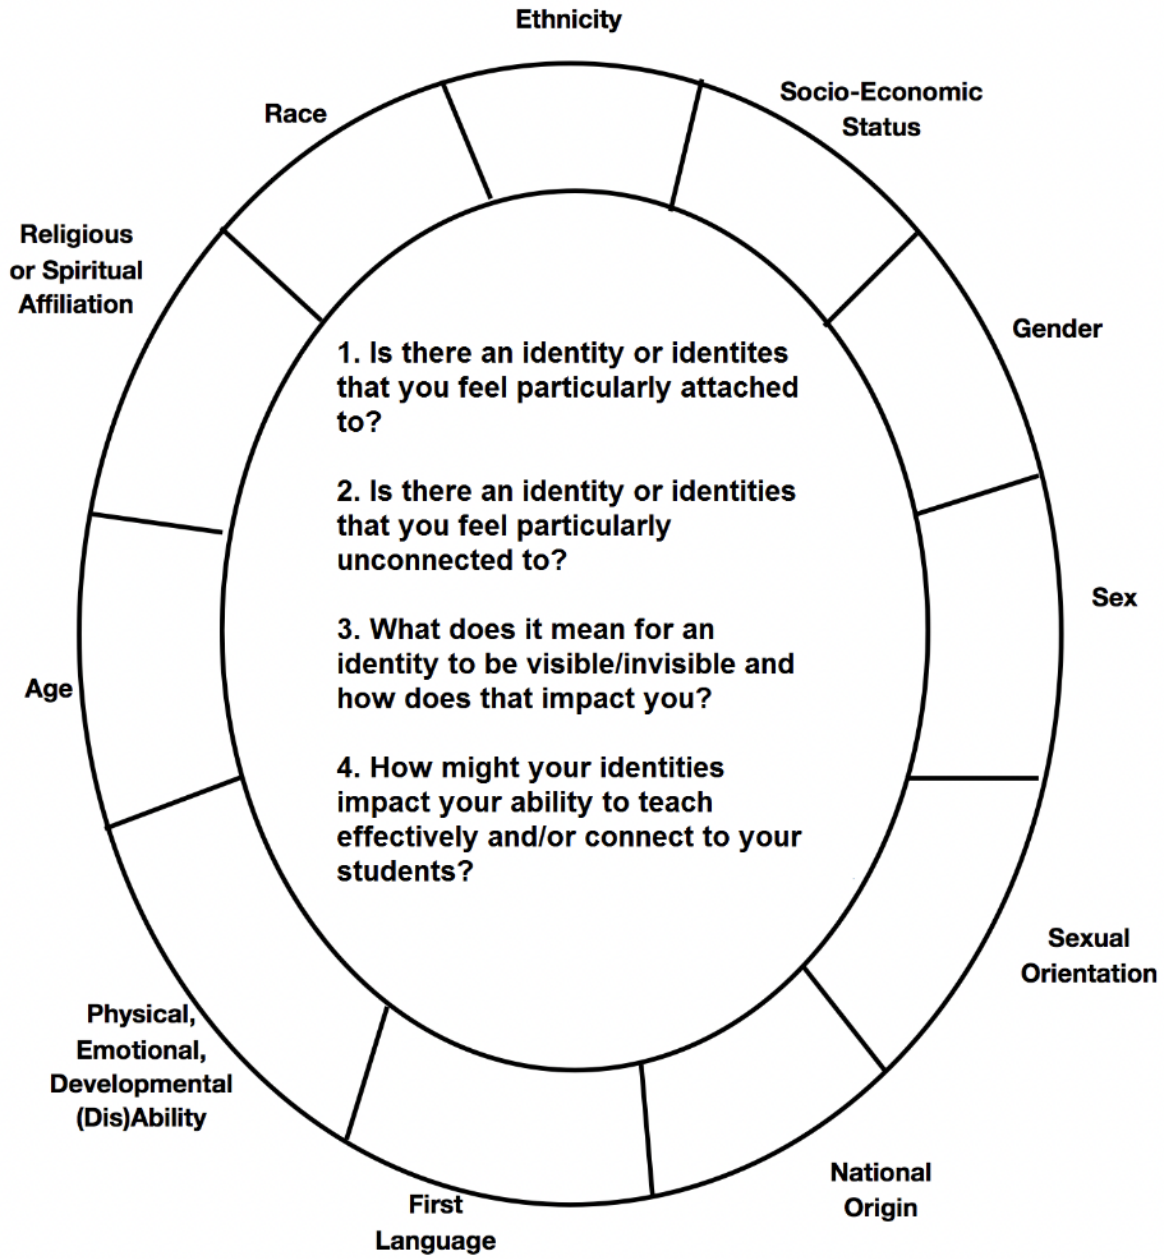 Ethnicity
Socio-Economic
Status
Race
Religious
or Spiritual
Affiliation
Gender
1. Is there an identity or identites
that you feel particularly attached
to?
2. Is there an identity or identities
that you feel particularly
unconnected to?
3. What does it mean for an
identity to be visible/invisible and
how does that impact you?
4. How might your identities
impact your ability to teach
effectively and/or connect to your
students?
Sex
Age
Sexual
Orientation
Physical,
Emotional,
Developmental
(Dis)Ability
National
Origin
First
Language